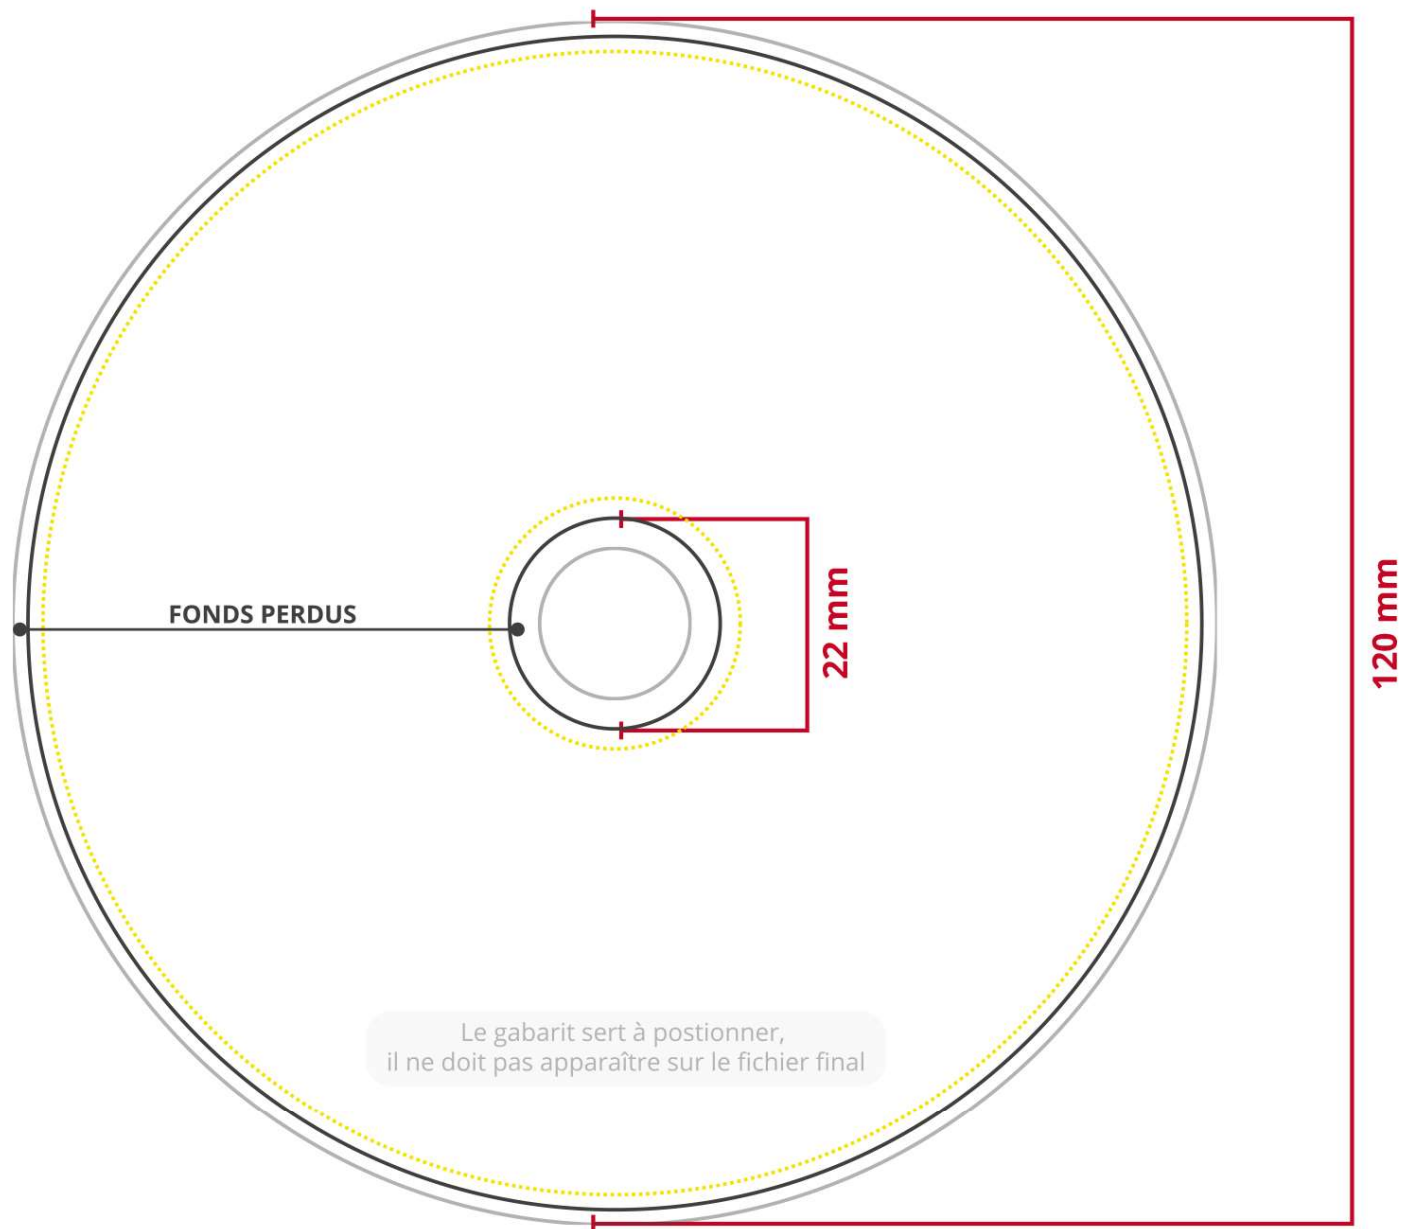 FONDS PERDUS
22 mm
120 mm
Le gabarit sert à postionner,
il ne doit pas apparaître sur le fichier final